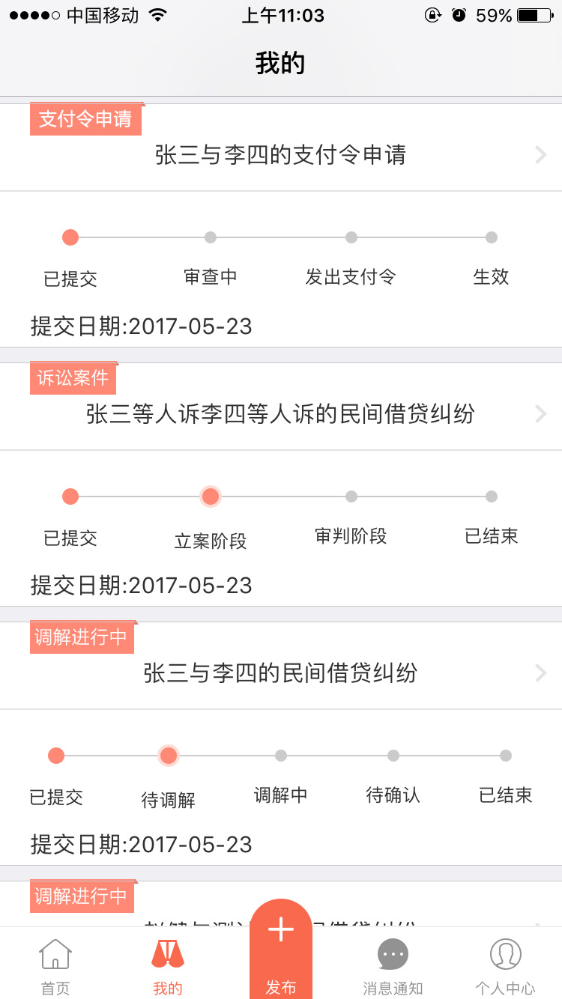 中国移动 上午11:03 59%
我的
支付令申请
张三与李四的支付令申请
已提交 审查中 发出支付令 生效
提交日期:2017-05-23
诉讼案件
张三等人诉李四等人诉的民间借贷纠纷
已提交 立案阶段 审判阶段 已结束
提交日期:2017-05-23
调解进行中
张三与李四的民间借贷纠纷
已提交 待调解 调解中 待确认 已结束
提交日期:2017-05-23
调解进行中
首页 我的 发布 消息通知 个人中心